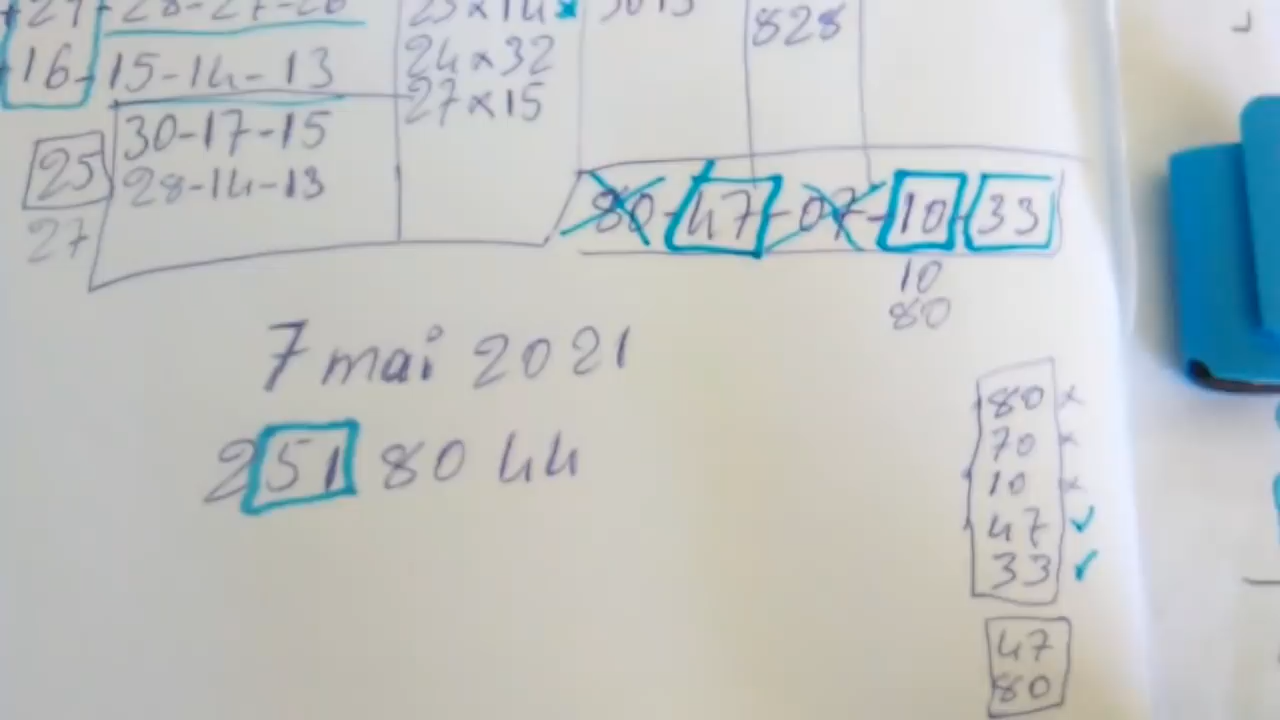 16-15-14-13
23x14
24x32
27x15
828
30-17-15
25
28-14-13
27
80-47-07-10-33
10
80
7 mai 2021
251 80 44
80 x
70 x
10 x
47 ✓
33 ✓
47
80